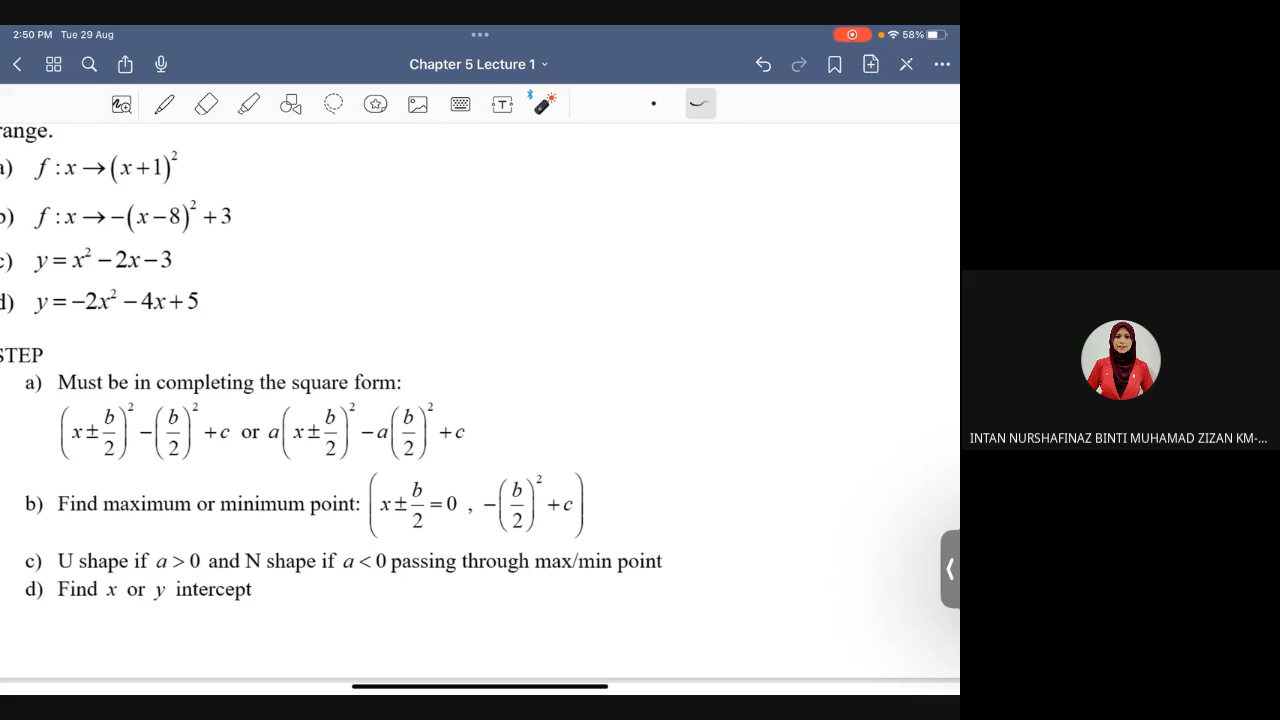 2:50 PM Tue 29 Aug
58%
Chapter 5 Lecture 1
range.
a) f : x → (x+1)²
b) f : x → −(x−8)² + 3
c) y = x² − 2x − 3
d) y = −2x² − 4x + 5
STEP
a) Must be in completing the square form:
(x ± b/2)² − (b/2)² + c or a(x ± b/2)² − a(b/2)² + c
b) Find maximum or minimum point: (x ± b/2 = 0 , −(b/2)² + c)
c) U shape if a > 0 and N shape if a < 0 passing through max/min point
d) Find x or y intercept
INTAN NURSHAFINAZ BINTI MUHAMAD ZIZAN KM-...